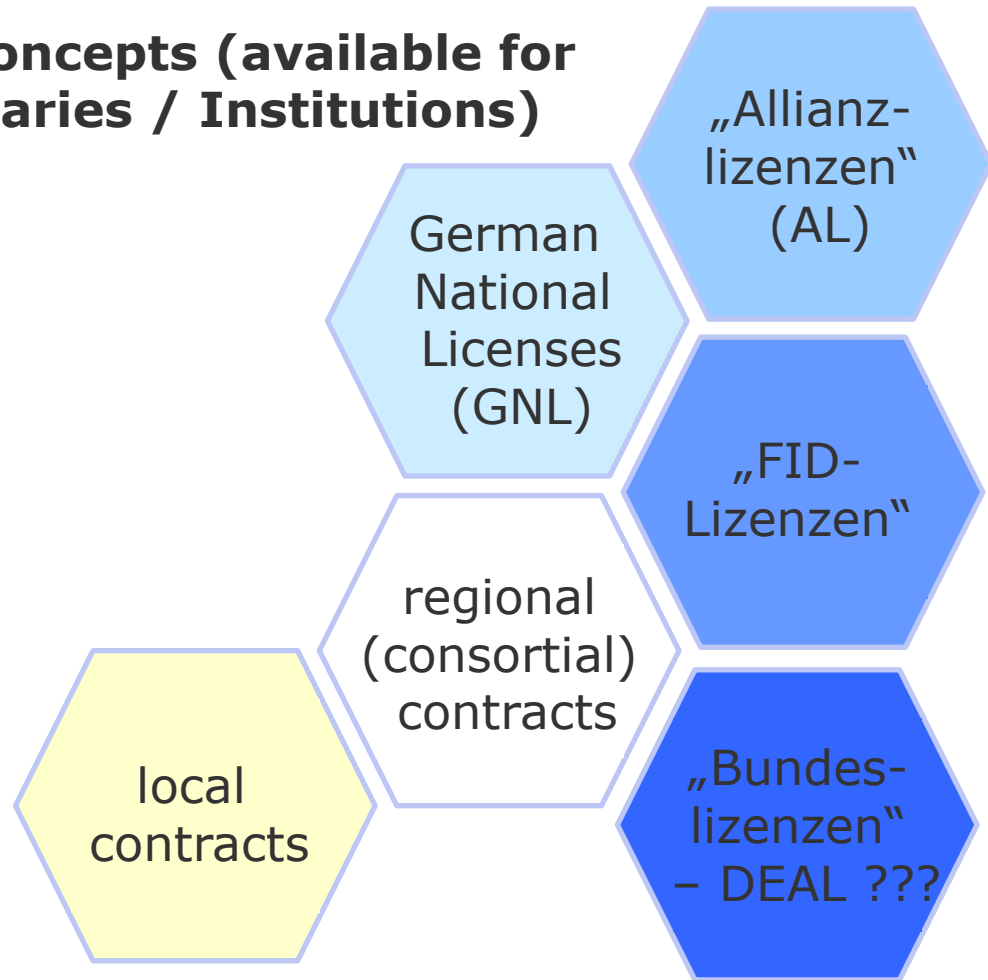 oncepts (available for
aries / Institutions)
„Allianz-
lizenzen“
(AL)
German
National
Licenses
(GNL)
„FID-
Lizenzen“
regional
(consortial)
contracts
local
contracts
„Bundes-
lizenzen“
– DEAL ???